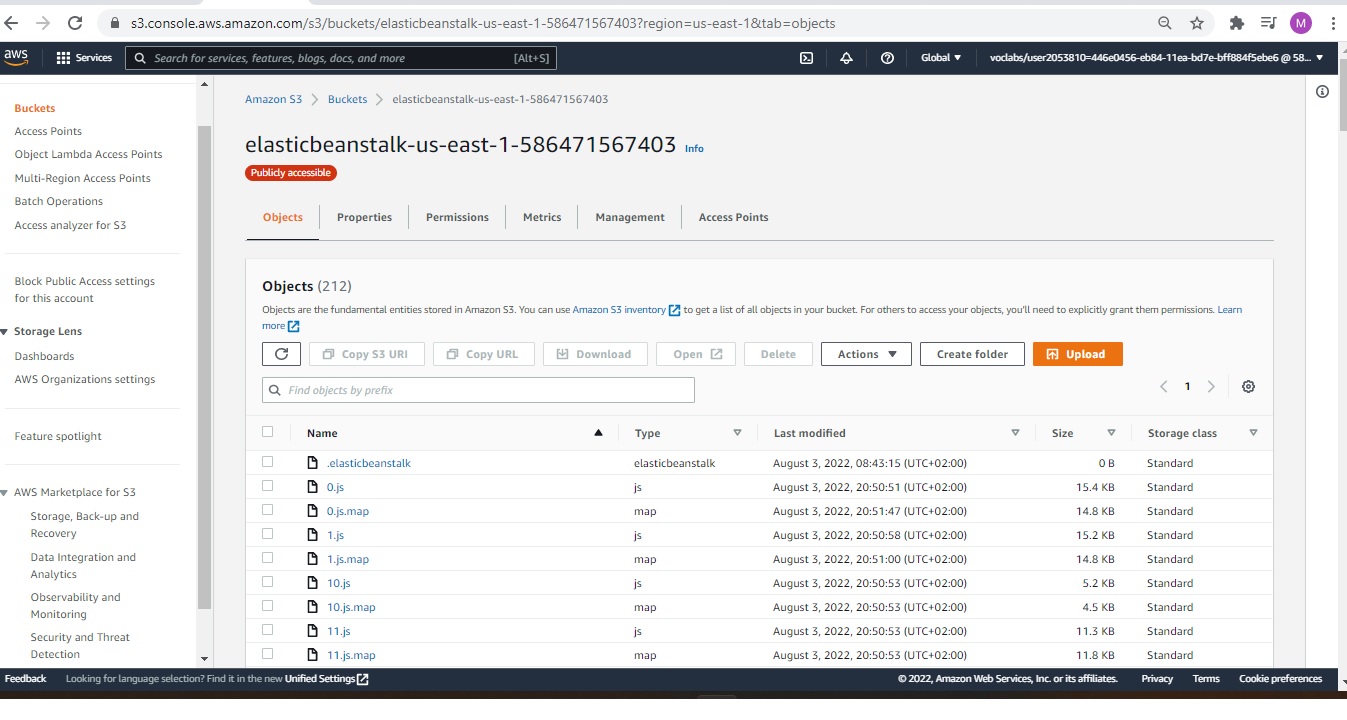 s3.console.aws.amazon.com/s3/buckets/elasticbeanstalk-us-east-1-586471567403?region=us-east-1&tab=objects
M
aws
Services
Search for services, features, blogs, docs, and more
[Alt+S]
Global
voclabs/user2053810=446e0456-eb84-11ea-bd7e-bff884f5ebe6 @ 58...
Buckets
Access Points
Object Lambda Access Points
Multi-Region Access Points
Batch Operations
Access analyzer for S3
Block Public Access settings
for this account
Storage Lens
Dashboards
AWS Organizations settings
Feature spotlight
AWS Marketplace for S3
Storage, Back-up and
Recovery
Data Integration and
Analytics
Observability and
Monitoring
Security and Threat
Detection
Amazon S3 > Buckets > elasticbeanstalk-us-east-1-586471567403
elasticbeanstalk-us-east-1-586471567403 Info
Publicly accessible
Objects Properties Permissions Metrics Management Access Points
Objects (212)
Objects are the fundamental entities stored in Amazon S3. You can use Amazon S3 inventory to get a list of all objects in your bucket. For others to access your objects, you'll need to explicitly grant them permissions. Learn
more
Copy S3 URI Copy URL Download Open Delete Actions Create folder Upload
Find objects by prefix
1
Name Type Last modified Size Storage class
.elasticbeanstalk elasticbeanstalk August 3, 2022, 08:43:15 (UTC+02:00) 0 B Standard
0.js js August 3, 2022, 20:50:51 (UTC+02:00) 15.4 KB Standard
0.js.map map August 3, 2022, 20:51:47 (UTC+02:00) 14.8 KB Standard
1.js js August 3, 2022, 20:50:58 (UTC+02:00) 15.2 KB Standard
1.js.map map August 3, 2022, 20:51:00 (UTC+02:00) 14.8 KB Standard
10.js js August 3, 2022, 20:50:53 (UTC+02:00) 5.2 KB Standard
10.js.map map August 3, 2022, 20:50:53 (UTC+02:00) 4.5 KB Standard
11.js js August 3, 2022, 20:50:53 (UTC+02:00) 11.3 KB Standard
11.js.map map August 3, 2022, 20:50:53 (UTC+02:00) 11.8 KB Standard
Feedback Looking for language selection? Find it in the new Unified Settings © 2022, Amazon Web Services, Inc. or its affiliates. Privacy Terms Cookie preferences